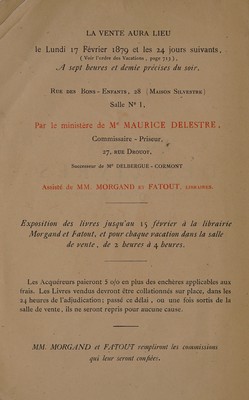 LA VENTE AURA LIEU
le Lundi 17 Février 1879 et les 24 jours suivants,
( Voir l'ordre des Vacations, page 713 ),
A sept heures et demie précises du soir,
RUE DES BONS-ENFANTS, 28 (MAISON SILVESTRE)
Salle N° 1,
Par le ministère de Me MAURICE DELESTRE,
Commissaire-Priseur,
27, RUE DROUOT,
Successeur de Me DELBERGUE-CORMONT
Assisté de MM. MORGAND ET FATOUT, LIBRAIRES.
Exposition des livres jusqu'au 15 février à la librairie
Morgand et Fatout, et pour chaque vacation dans la salle
de vente, de 2 heures à 4 heures.
Les Acquéreurs paieront 5 o/o en plus des enchères applicables aux
frais. Les Livres vendus devront être collationnés sur place, dans les
24 heures de l'adjudication; passé ce délai, ou une fois sortis de la
salle de vente, ils ne seront repris pour aucune cause.
MM. MORGAND et FATOUT rempliront les commissions
qui leur seront confiées.